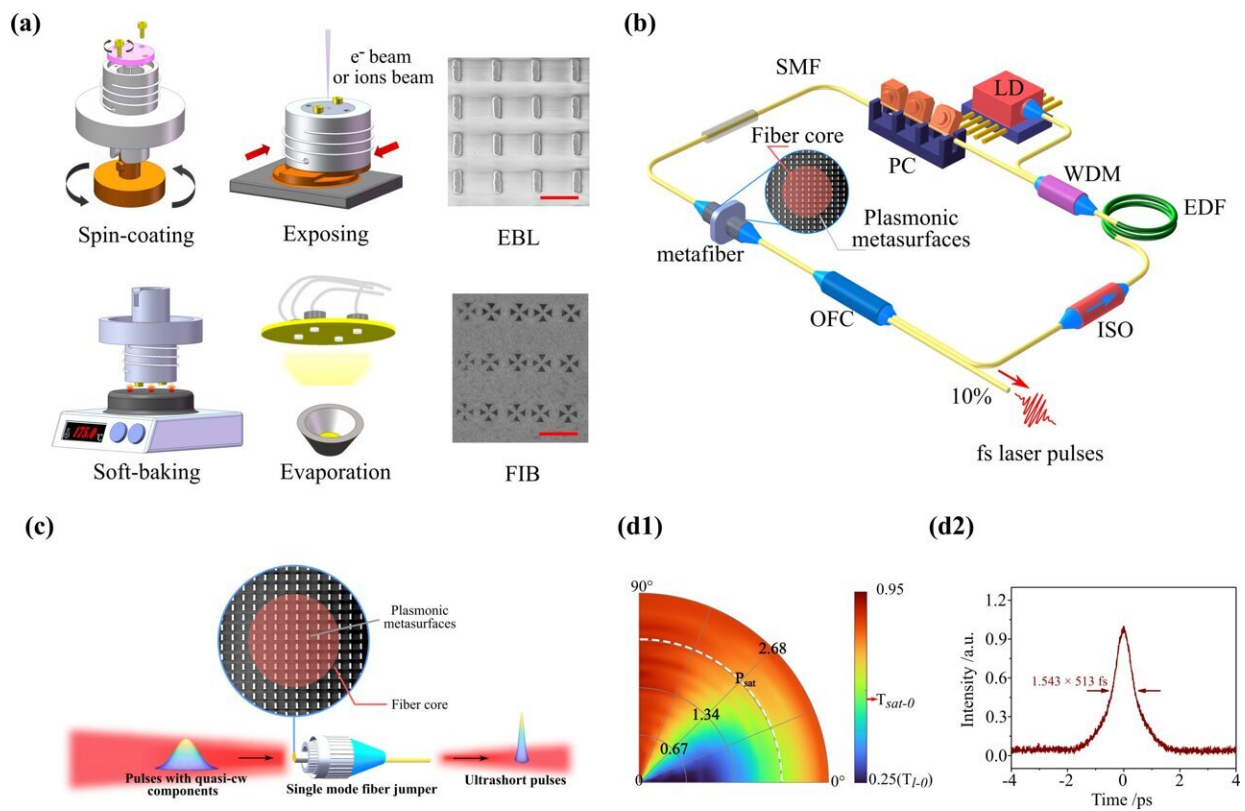 (a)
e⁻ beam
or ions beam
Spin-coating
Exposing
EBL
175.0 °C
Soft-baking
Evaporation
FIB
(b)
SMF
LD
Fiber core
PC
WDM
EDF
Plasmonic
metasurfaces
metafiber
OFC
ISO
10%
fs laser pulses
(c)
Plasmonic
metasurfaces
Fiber core
Pulses with quasi-cw
components
Single mode fiber jumper
Ultrashort pulses
(d1)
90°
0.95
2.68
P_sat
T_sat-0
1.34
0.67
0
0°
0.25(T_l-0)
(d2)
Intensity /a.u.
1.2
0.9
0.6
0.3
0.0
1.543 × 513 fs
-4 -2 0 2 4
Time /ps